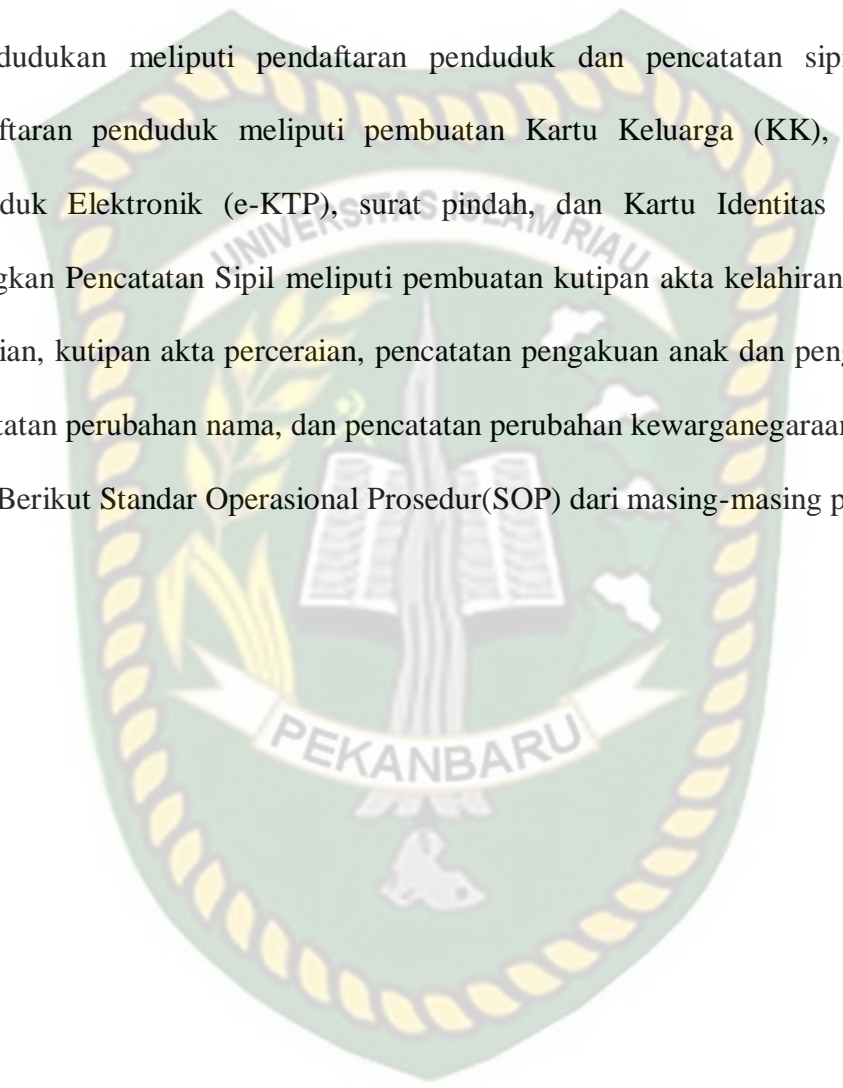 dudukan meliputi pendaftaran penduduk dan pencatatan sipi
ftaran penduduk meliputi pembuatan Kartu Keluarga (KK),
duk Elektronik (e-KTP), surat pindah, dan Kartu Identitas
UNIVERSITAS ISLAM RIAU
gkan Pencatatan Sipil meliputi pembuatan kutipan akta kelahiran
ian, kutipan akta perceraian, pencatatan pengakuan anak dan peng
tatan perubahan nama, dan pencatatan perubahan kewarganegaraan
Berikut Standar Operasional Prosedur(SOP) dari masing-masing p
PEKANBARU